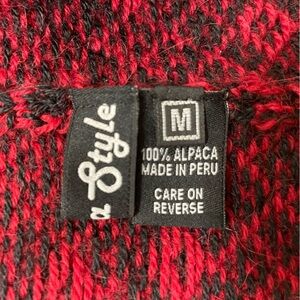 a Style
M
100% ALPACA
MADE IN PERU
CARE ON
REVERSE